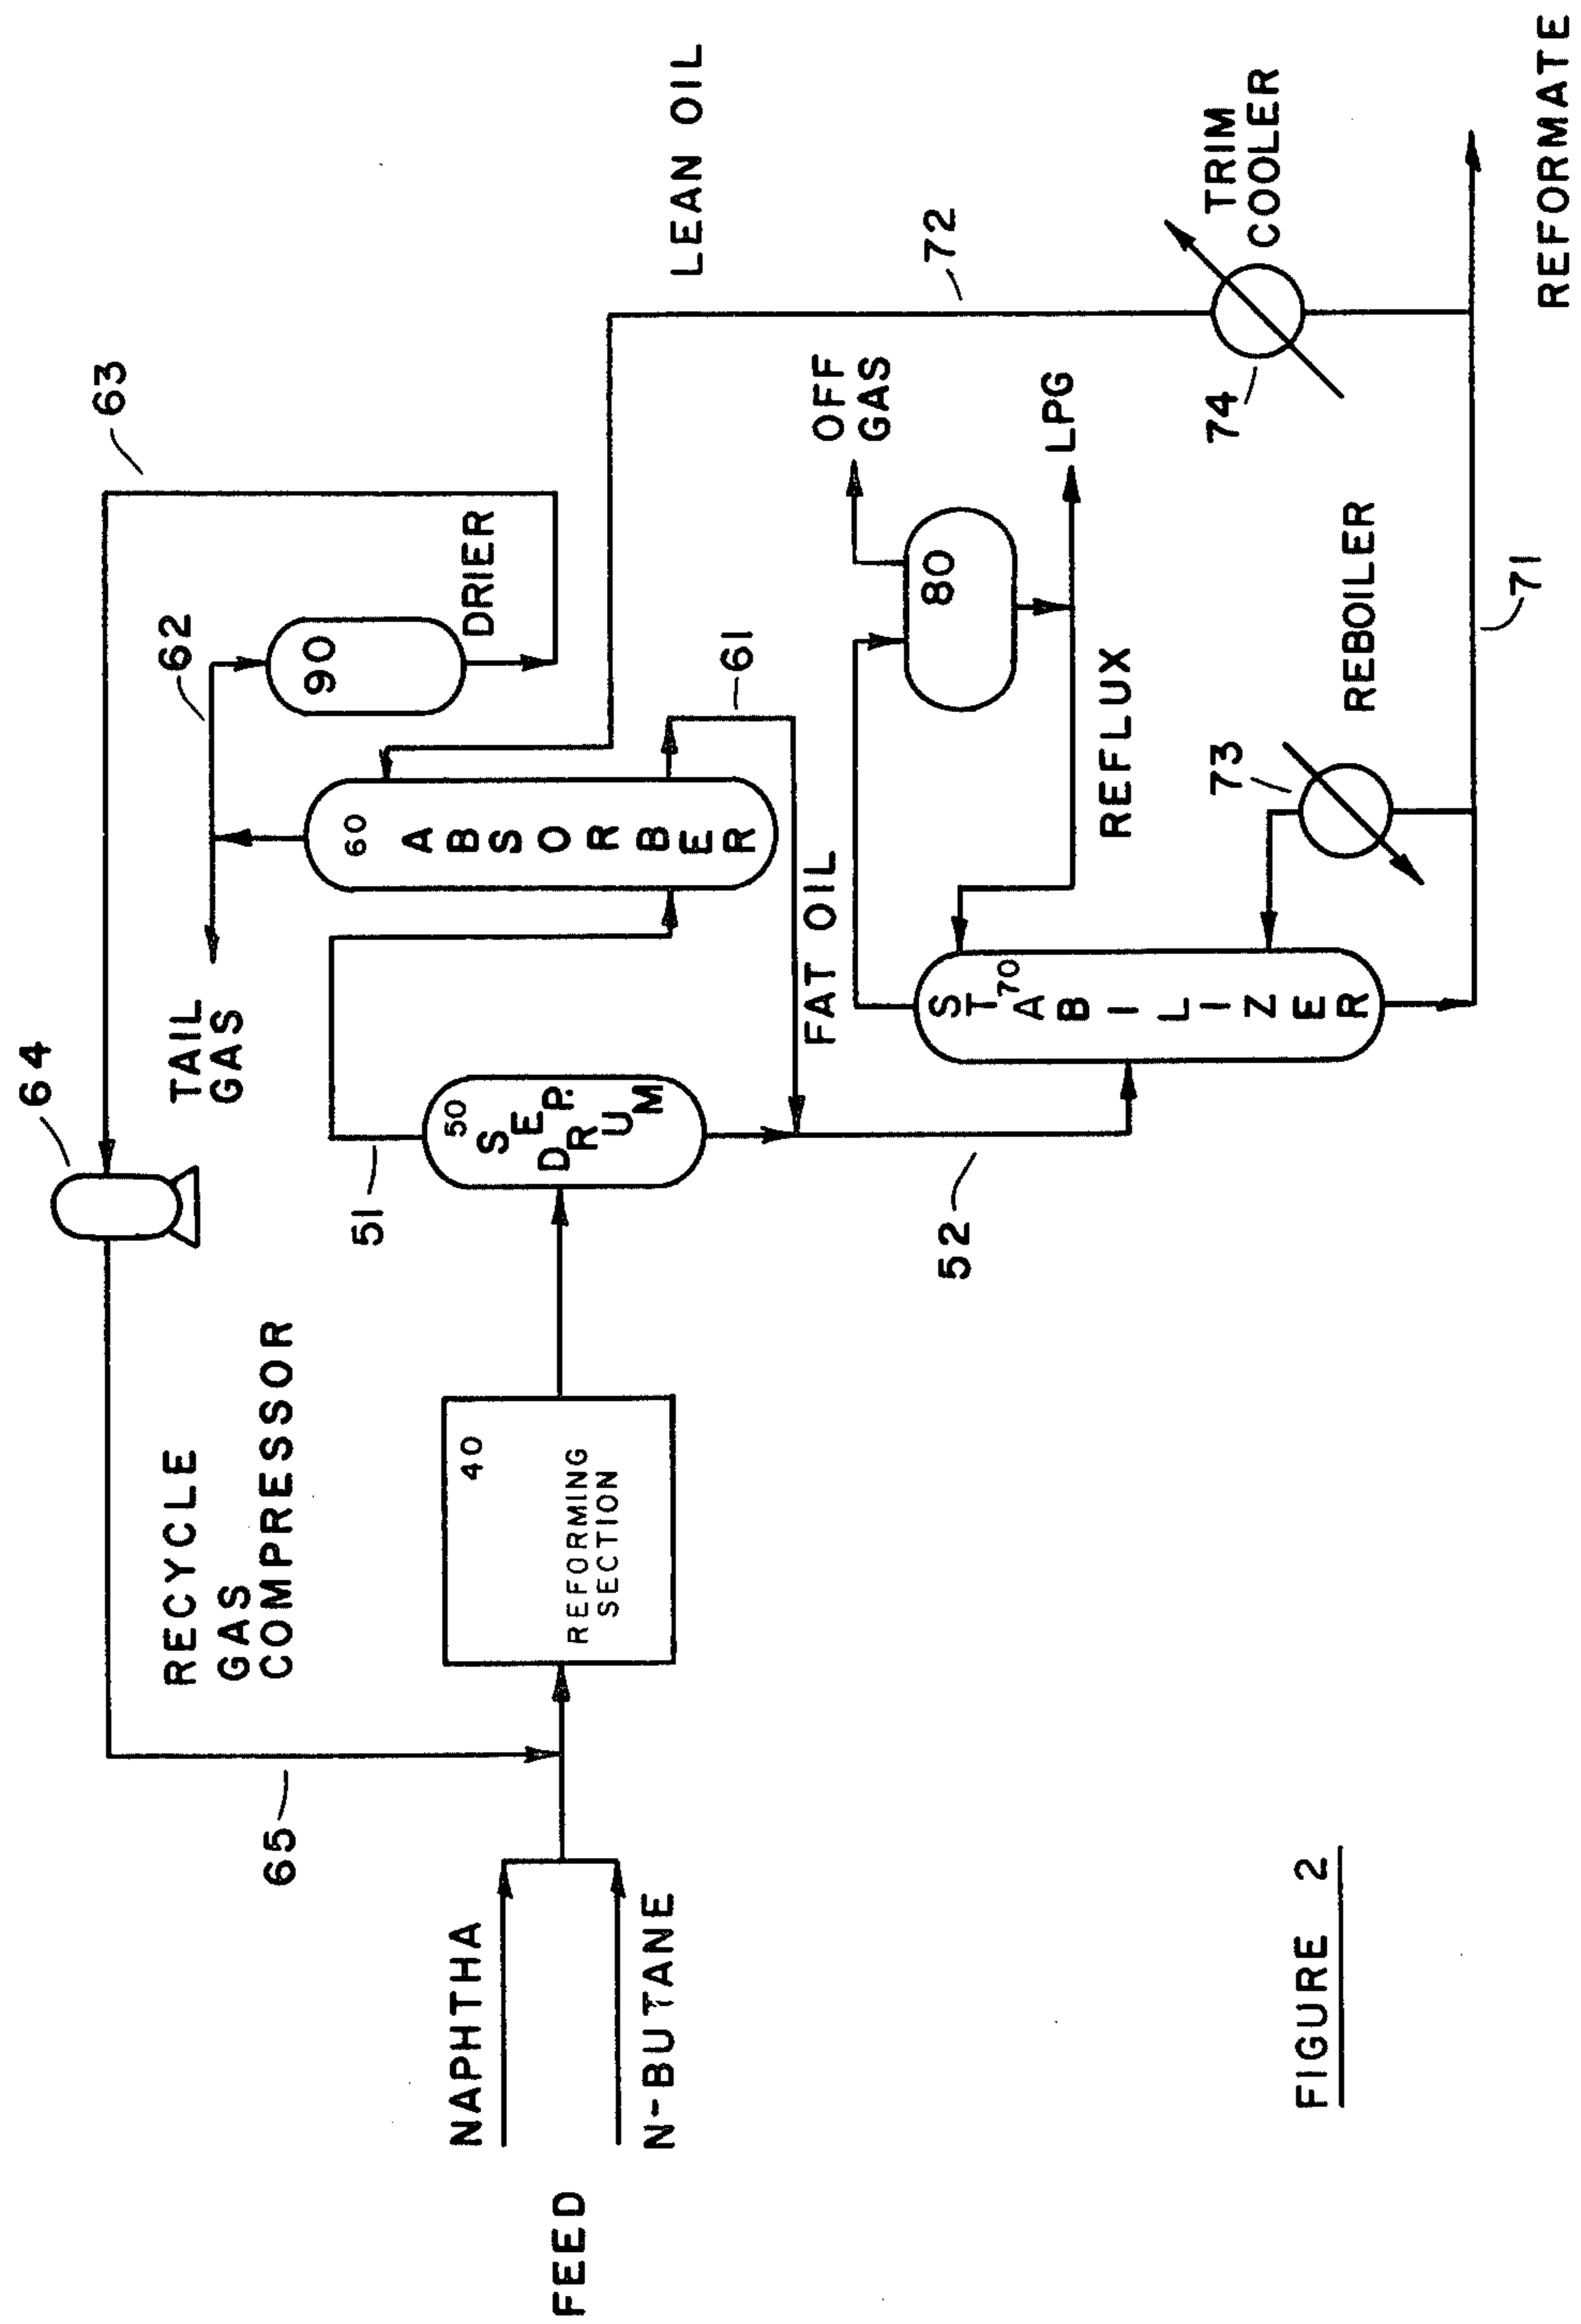 64
63
RECYCLE
GAS
COMPRESSOR
TAIL
GAS
62
65
90
DRIER
51
60
ABSORBER
LEAN OIL
FEED
NAPHTHA
N-BUTANE
40
REFORMING
SECTION
50
SEP.
DRUM
61
FAT OIL
52
72
OFF
GAS
80
LPG
70
STABILIZER
REFLUX
73
REBOILER
74
TRIM
COOLER
71
REFORMATE
FIGURE 2